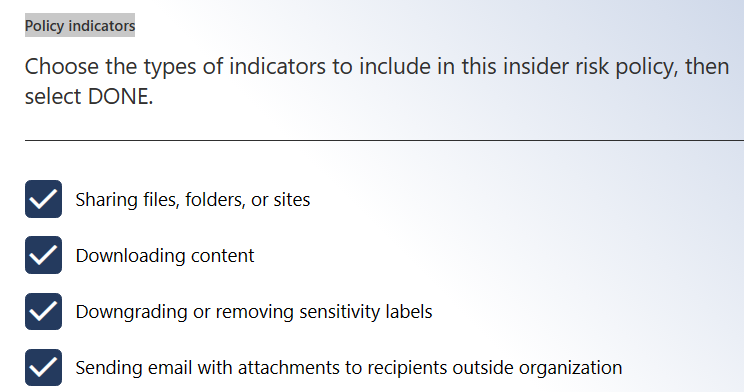 Policy indicators
Choose the types of indicators to include in this insider risk policy, then
select DONE.
Sharing files, folders, or sites
Downloading content
Downgrading or removing sensitivity labels
Sending email with attachments to recipients outside organization